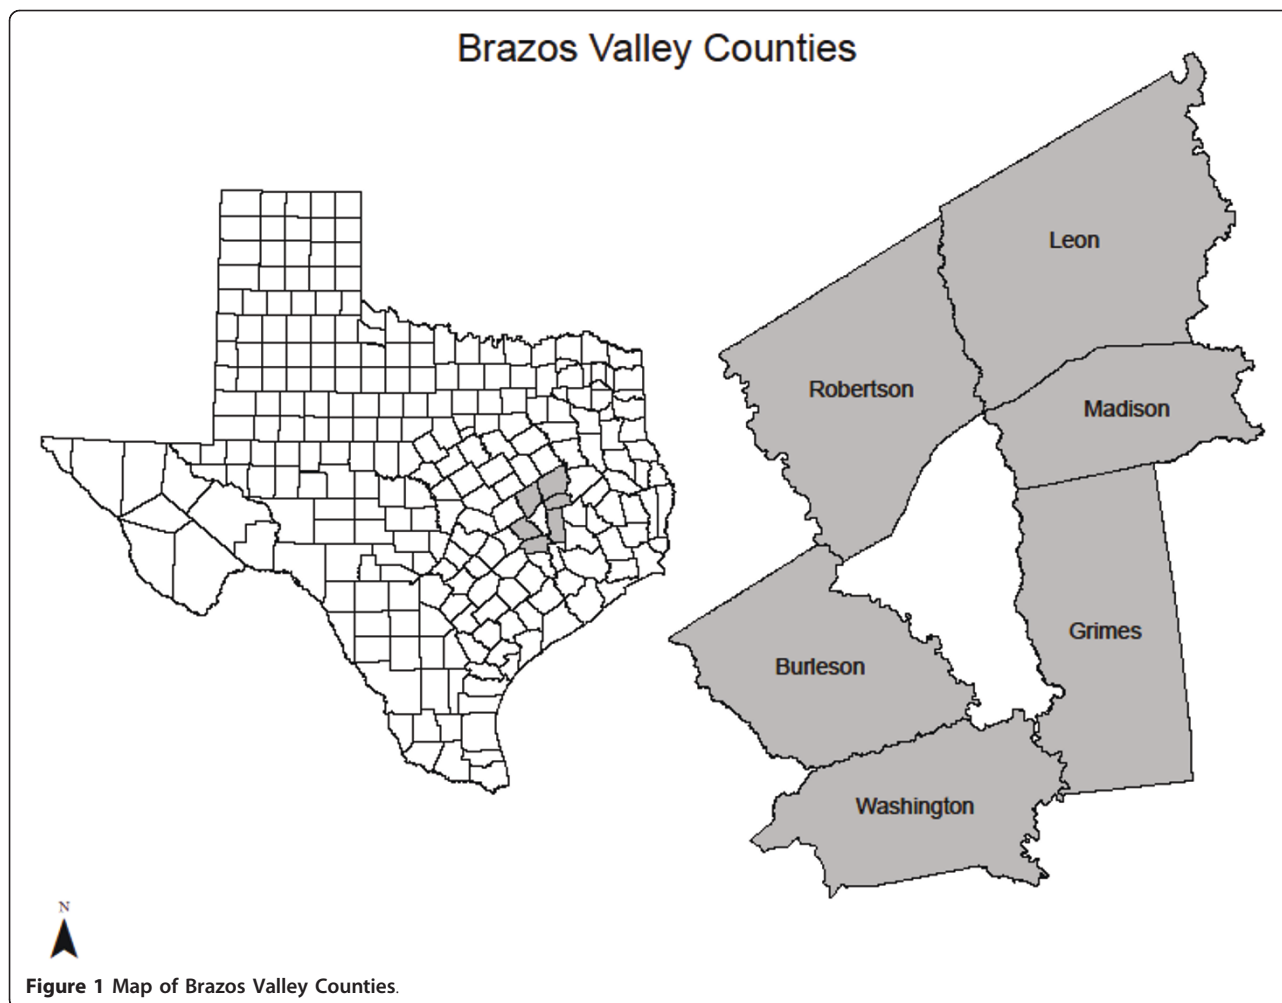 Brazos Valley Counties
Leon
Robertson
Madison
Grimes
Burleson
Washington
N
Figure 1 Map of Brazos Valley Counties.